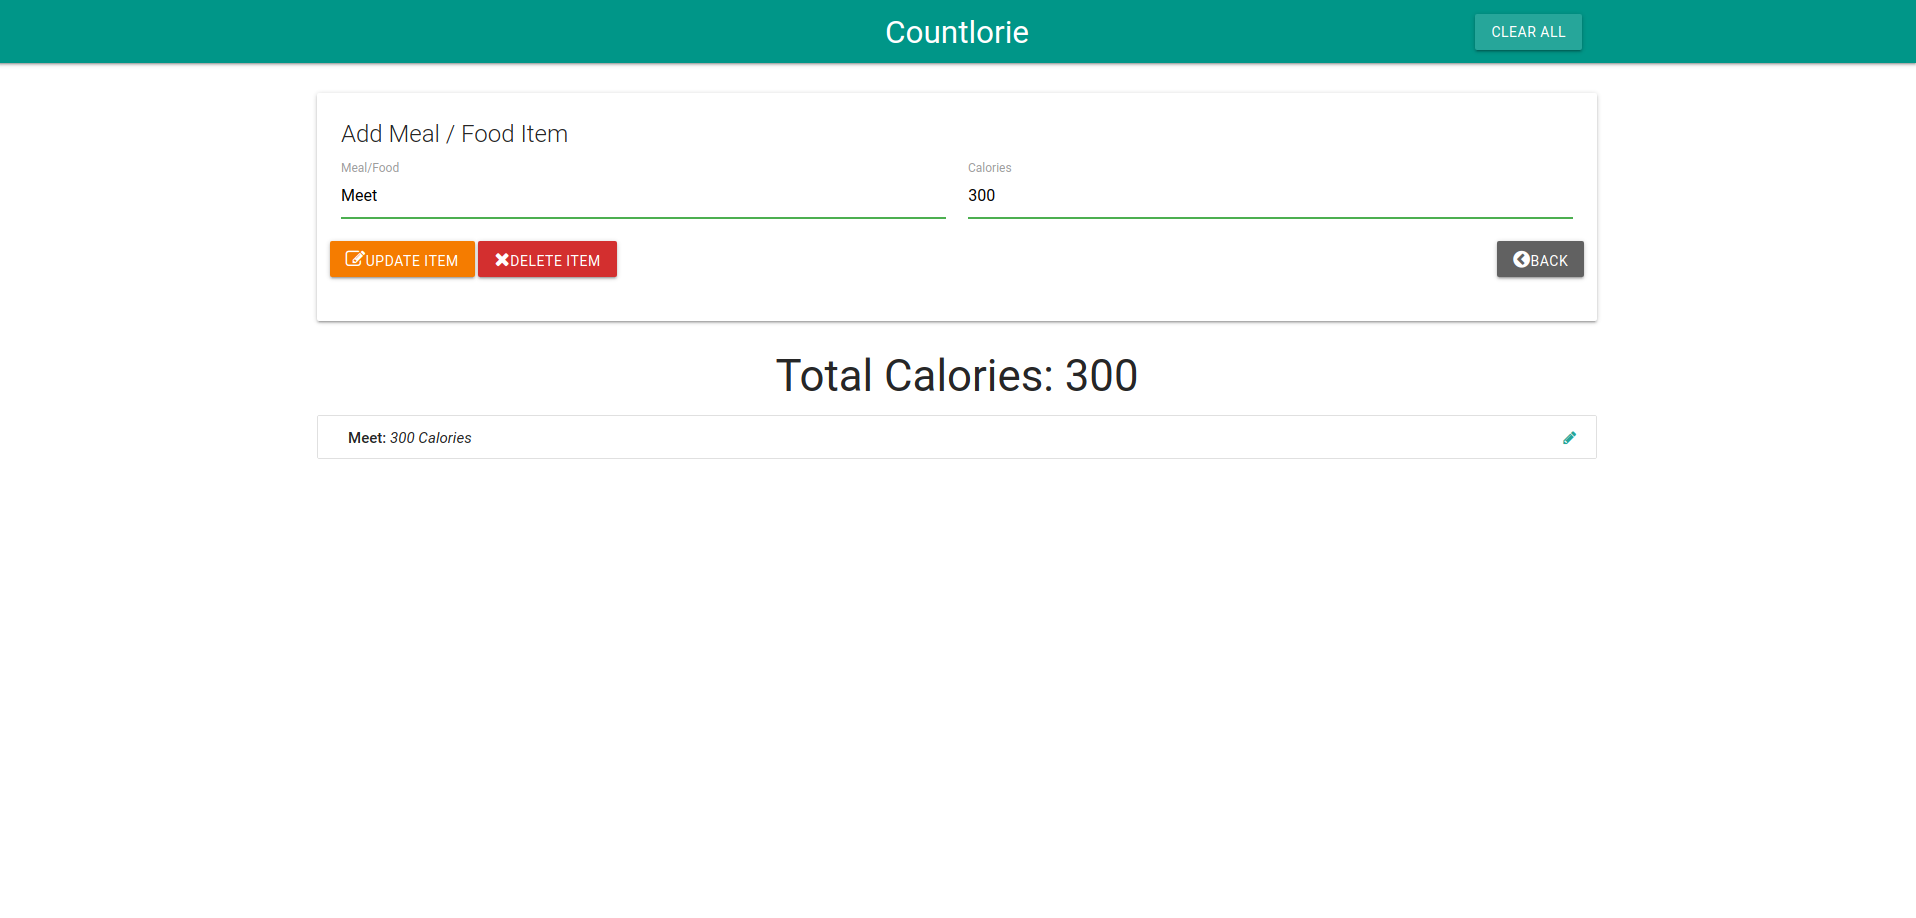 Countlorie CLEAR ALL
Add Meal / Food Item
Meal/Food Calories
Meet 300
UPDATE ITEM DELETE ITEM BACK
Total Calories: 300
Meet: 300 Calories